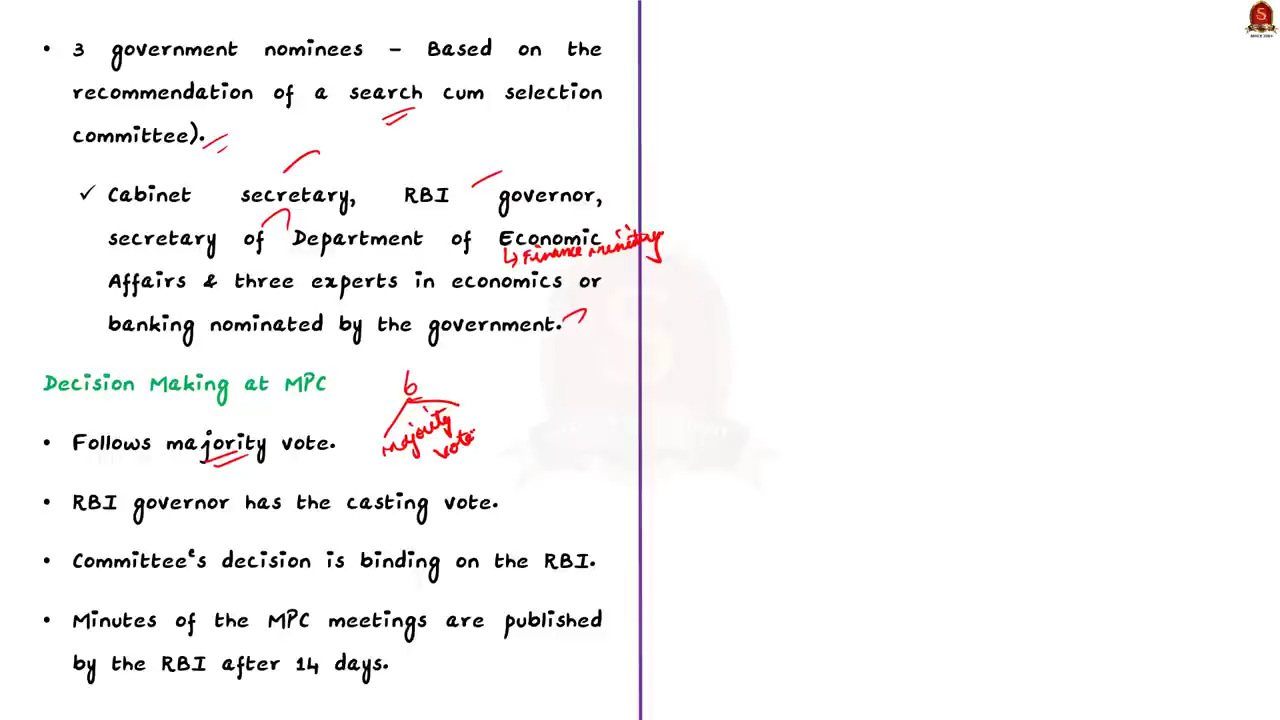 • 3 government nominees – Based on the
recommendation of a search cum selection
committee).
✓ Cabinet secretary, RBI governor,
secretary of Department of Economic
↳ Finance Ministry
Affairs & three experts in economics or
banking nominated by the government.
Decision Making at MPC
6
Majority
vote
• Follows majority vote.
• RBI governor has the casting vote.
• Committee's decision is binding on the RBI.
• Minutes of the MPC meetings are published
by the RBI after 14 days.
S